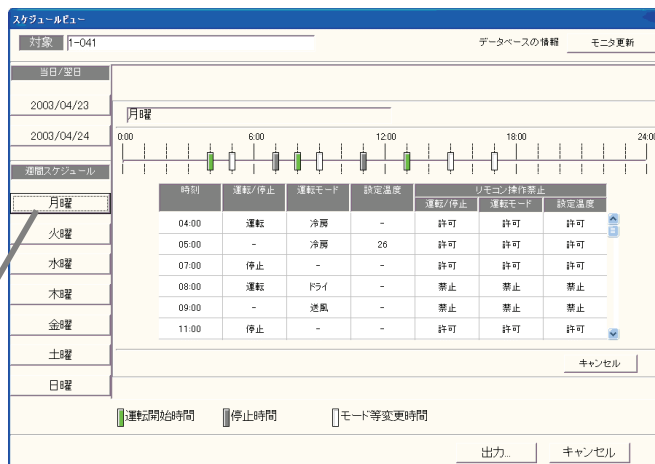 スケジュールビュー
対象 1-041 データベースの情報 モニタ更新
当日/翌日
2003/04/23
2003/04/24
週間スケジュール
月曜
火曜
水曜
木曜
金曜
土曜
日曜
月曜
0:00 6:00 12:00 18:00 24:00
時刻 運転/停止 運転モード 設定温度 リモコン操作禁止
運転/停止 運転モード 設定温度
04:00 運転 冷房 - 許可 許可 許可
05:00 - 冷房 26 許可 許可 許可
07:00 停止 - - 許可 許可 許可
08:00 運転 ドライ - 禁止 禁止 禁止
09:00 - 送風 - 禁止 禁止 禁止
11:00 停止 - - 許可 許可 許可
キャンセル
運転開始時間 停止時間 モード等変更時間
出力... キャンセル